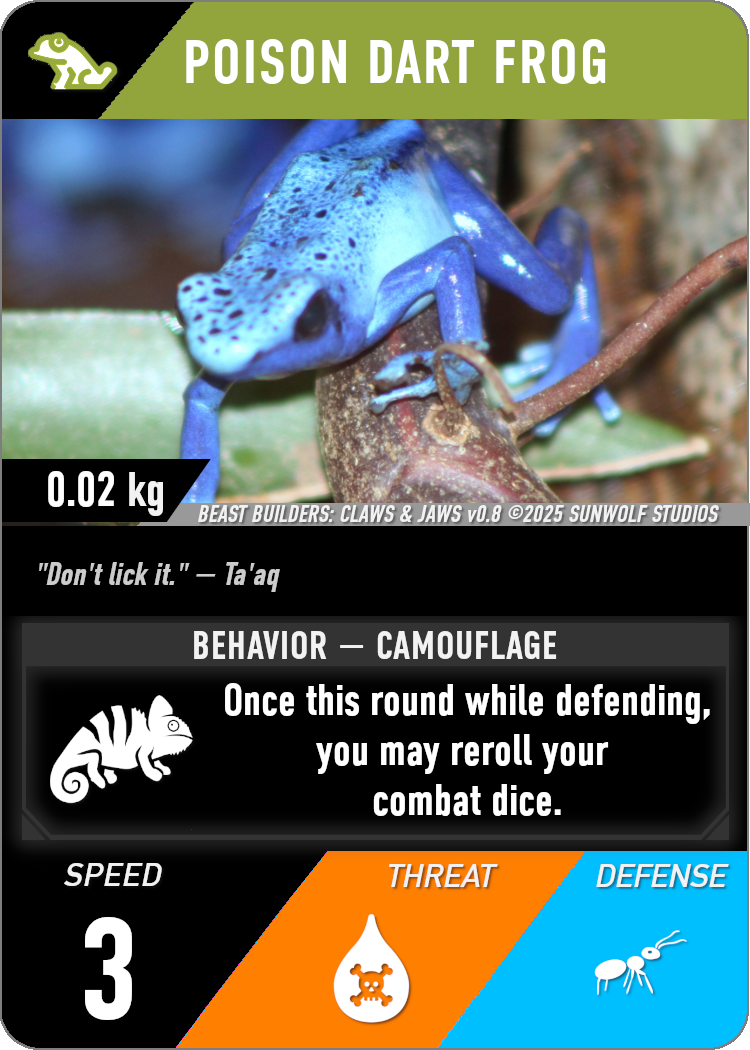 POISON DART FROG
0.02 kg
BEAST BUILDERS: CLAWS & JAWS v0.8 ©2025 SUNWOLF STUDIOS
"Don't lick it." — Ta'aq
BEHAVIOR — CAMOUFLAGE
Once this round while defending,
you may reroll your
combat dice.
SPEED
THREAT
DEFENSE
3